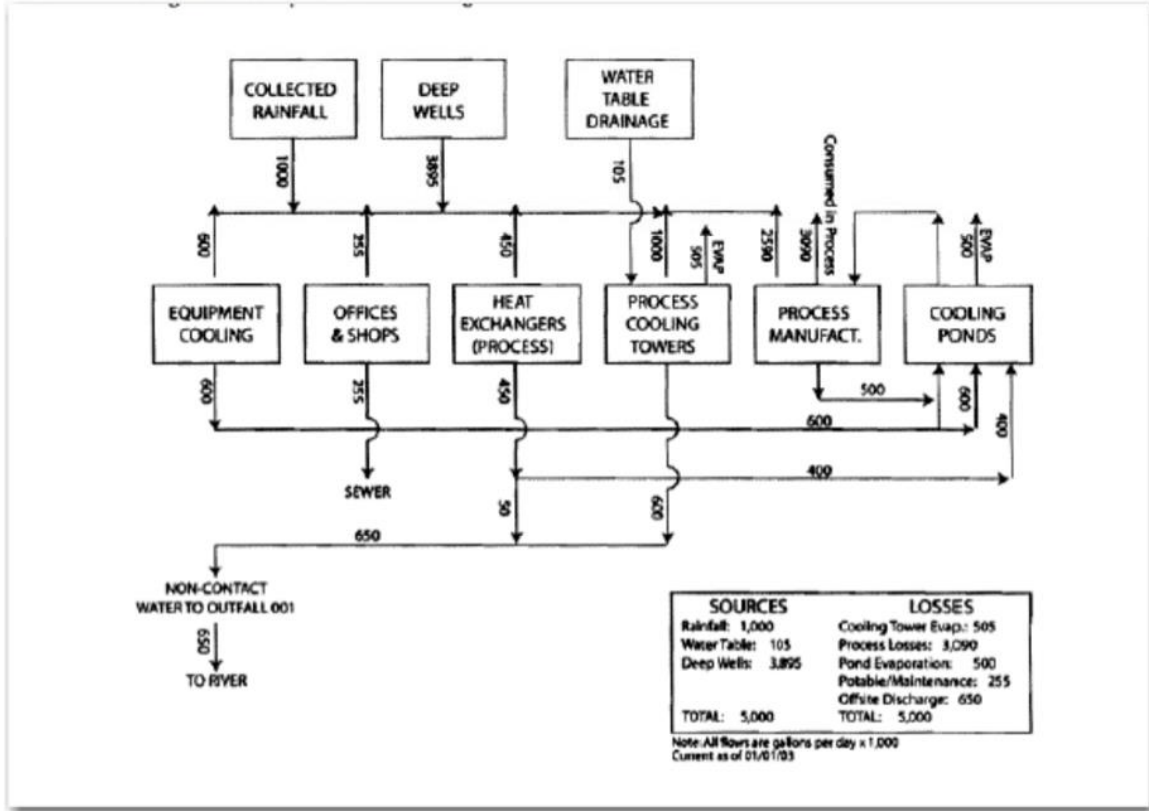 COLLECTED
RAINFALL
DEEP
WELLS
WATER
TABLE
DRAINAGE
1000
3895
105
Consumed in Process
600
255
450
1000
505
EVAP
2590
3090
500
EVAP
EQUIPMENT
COOLING
OFFICES
& SHOPS
HEAT
EXCHANGERS
(PROCESS)
PROCESS
COOLING
TOWERS
PROCESS
MANUFACT.
COOLING
PONDS
600
255
450
500
600
400
600
400
SEWER
50
600
650
NON-CONTACT
WATER TO OUTFALL 001
650
TO RIVER
SOURCES
Rainfall: 1,000
Water Table: 105
Deep Wells: 3,895
TOTAL: 5,000
LOSSES
Cooling Tower Evap.: 505
Process Losses: 3,090
Pond Evaporation: 500
Potable/Maintenance: 255
Offsite Discharge: 650
TOTAL: 5,000
Note: All flows are gallons per day x 1,000
Current as of 01/01/03